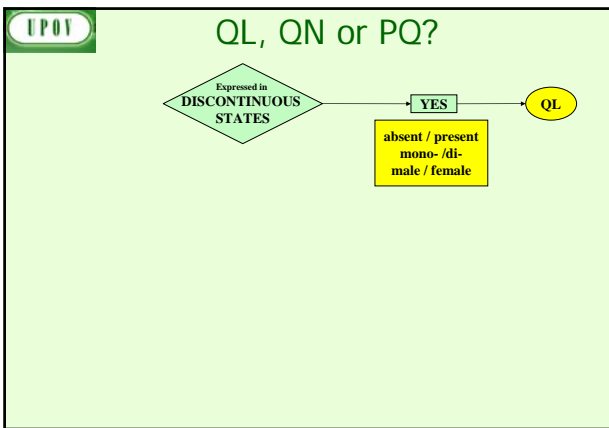 UPOV
QL, QN or PQ?
Expressed in
DISCONTINUOUS
STATES
YES
QL
absent / present
mono- /di-
male / female